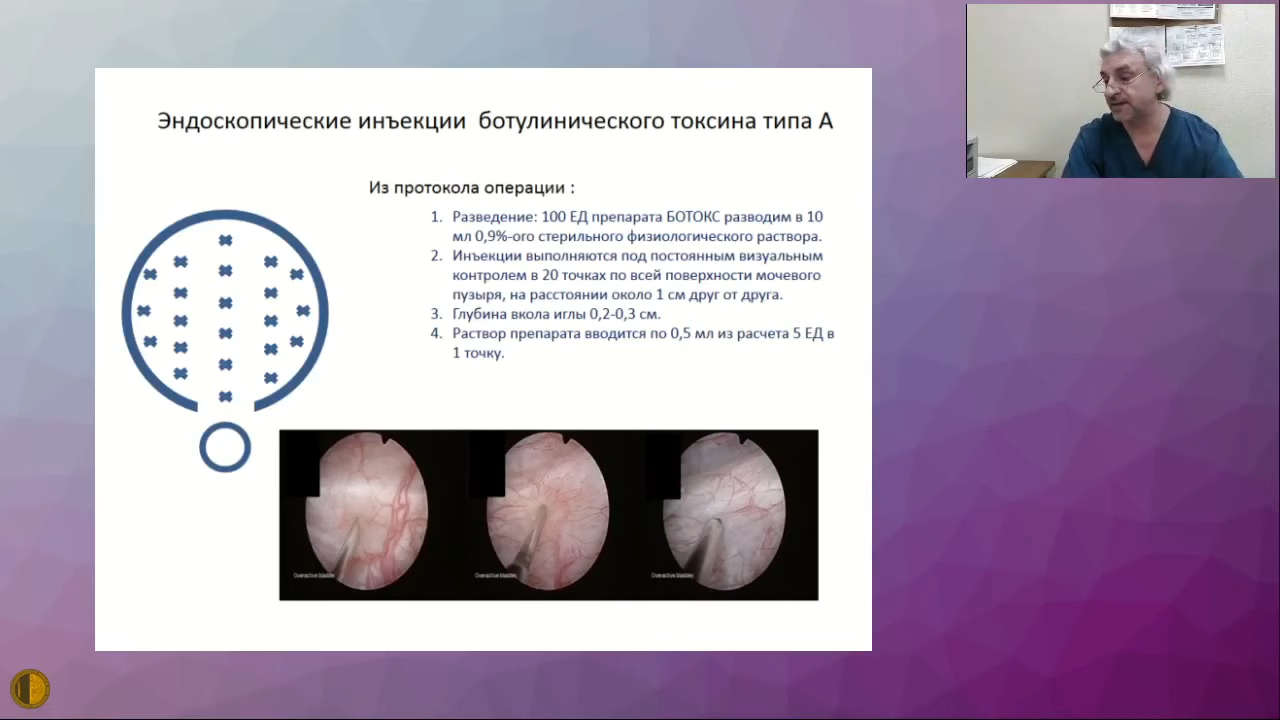 Эндоскопические инъекции ботулинического токсина типа А
Из протокола операции :
1. Разведение: 100 ЕД препарата БОТОКС разводим в 10
мл 0,9%-ого стерильного физиологического раствора.
2. Инъекции выполняются под постоянным визуальным
контролем в 20 точках по всей поверхности мочевого
пузыря, на расстоянии около 1 см друг от друга.
3. Глубина вкола иглы 0,2-0,3 см.
4. Раствор препарата вводится по 0,5 мл из расчета 5 ЕД в
1 точку.
Overactive bladder
Overactive bladder
Overactive bladder